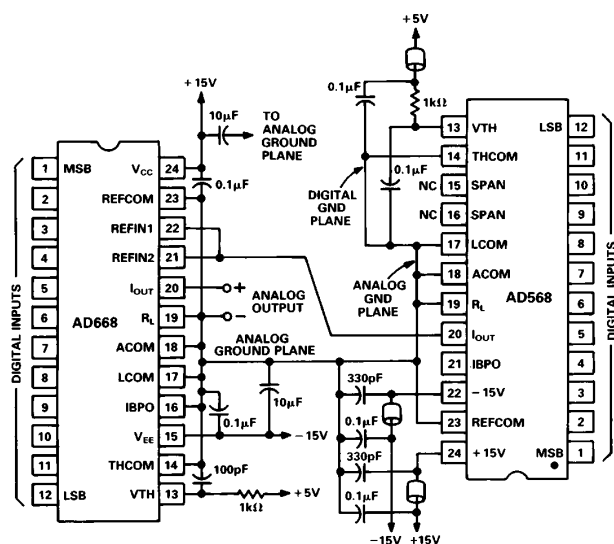 +5V
0.1µF
1kΩ
+15V
10µF
TO
ANALOG
GROUND
PLANE
0.1µF
DIGITAL INPUTS
1 MSB
2
3
4
5
6
7
8
9
10
11
12 LSB
AD668
VCC 24
REFCOM 23
REFIN1 22
REFIN2 21
IOUT 20
RL 19
ACOM 18
LCOM 17
IBPO 16
VEE 15
THCOM 14
VTH 13
+
ANALOG
OUTPUT
–
ANALOG
GROUND PLANE
10µF
0.1µF
–15V
100pF
1kΩ
+5V
0.1µF
DIGITAL
GND
PLANE
ANALOG
GND
PLANE
330pF
0.1µF
330pF
0.1µF
–15V +15V
13 VTH
14 THCOM
NC 15 SPAN
NC 16 SPAN
17 LCOM
18 ACOM
19 RL
20 IOUT
21 IBPO
22 –15V
23 REFCOM
24 +15V
AD568
LSB 12
11
10
9
8
7
6
5
4
3
2
MSB 1
DIGITAL INPUTS